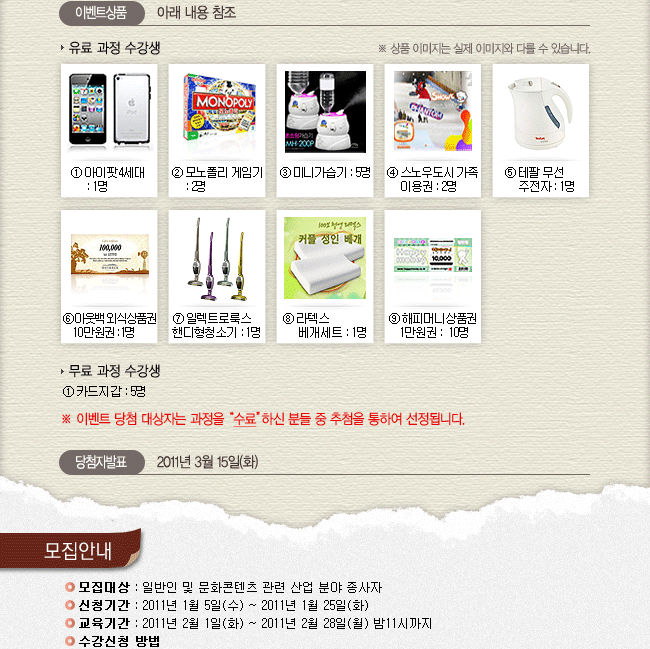 이벤트상품 아래 내용 참조
유료 과정 수강생 ※ 상품 이미지는 실제 이미지와 다를 수 있습니다.
MONOPOLY
MH-200P
Tefal
① 아이팟4세대
: 1명
② 모노폴리 게임기
: 2명
③ 미니가습기 : 5명
④ 스노우도시 가족
이용권 : 2명
⑤ 테팔 무선
주전자 : 1명
100,000
100% 천연 라텍스
커플 성인 베개
Happy money
10,000
⑥ 아웃백 외식상품권
10만원권 : 1명
⑦ 일렉트로룩스
핸디형청소기 : 1명
⑧ 라텍스
베개세트 : 1명
⑨ 해피머니상품권
1만원권 : 10명
무료 과정 수강생
① 카드지갑 : 5명
※ 이벤트 당첨 대상자는 과정을 "수료"하신 분들 중 추첨을 통하여 선정됩니다.
당첨자발표 2011년 3월 15일(화)
모집안내
모집대상 : 일반인 및 문화콘텐츠 관련 산업 분야 종사자
신청기간 : 2011년 1월 5일(수) ~ 2011년 1월 25일(화)
교육기간 : 2011년 2월 1일(화) ~ 2011년 2월 28일(월) 밤11시까지
수강신청 방법